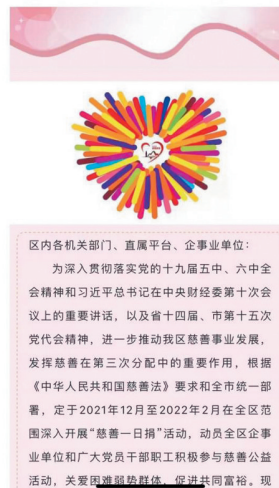 区内各机关部门、直属平台、企事业单位：
为深入贯彻落实党的十九届五中、六中全
会精神和习近平总书记在中央财经委第十次会
议上的重要讲话，以及省十四届、市第十五次
党代会精神，进一步推动我区慈善事业发展，
发挥慈善在第三次分配中的重要作用，根据
《中华人民共和国慈善法》要求和全市统一部
署，定于2021年12月至2022年2月在全区范
围深入开展“慈善一日捐”活动，动员全区企事
业单位和广大党员干部职工积极参与慈善公益
活动，关爱困难弱势群体，促进共同富裕。现